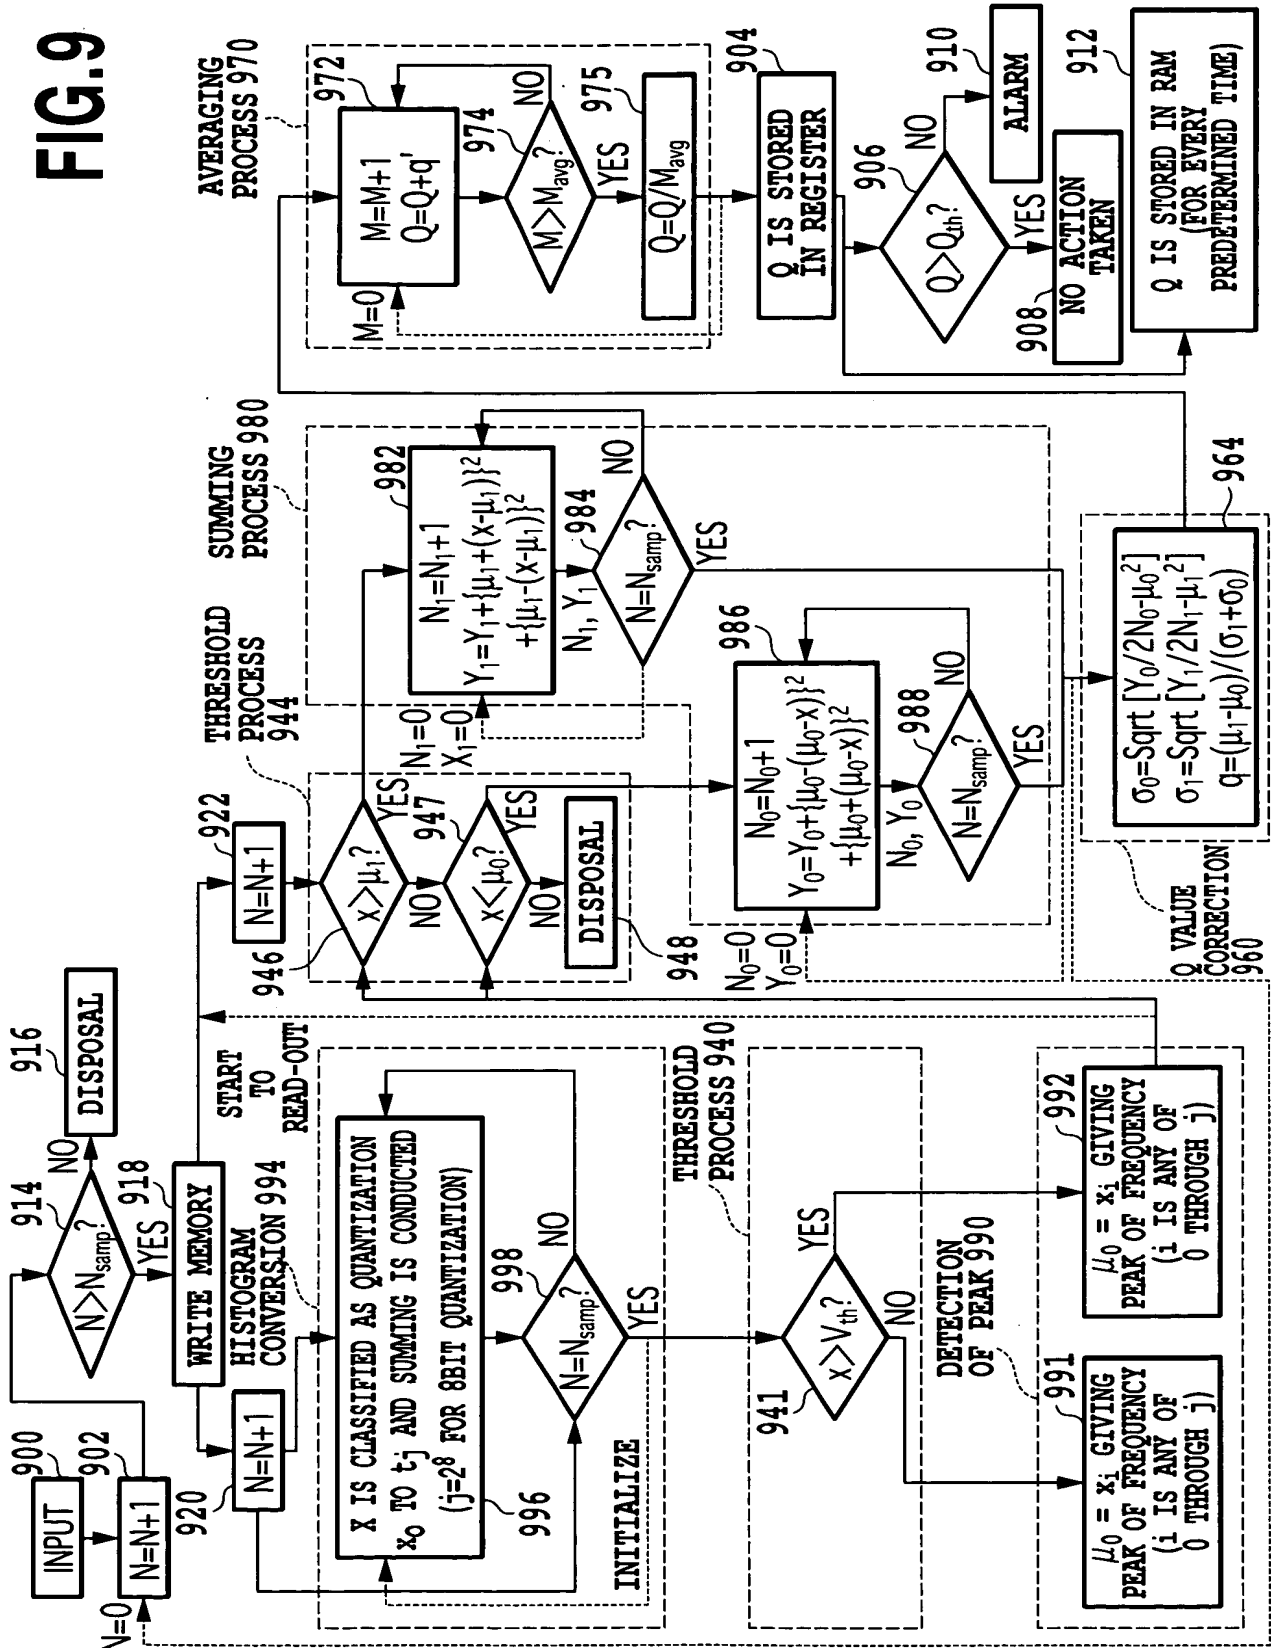 FIG.9
INPUT
900
N=0
N=N+1
902
N>Nsamp?
914
NO
YES
DISPOSAL
916
WRITE MEMORY
918
N=N+1
920
START
TO
READ-OUT
N=N+1
922
HISTOGRAM
CONVERSION 994
X IS CLASSIFIED AS QUANTIZATION
x₀ TO tⱼ AND SUMMING IS CONDUCTED
(j=2⁸ FOR 8BIT QUANTIZATION)
996
N=Nsamp?
998
NO
YES
INITIALIZE
THRESHOLD
PROCESS 940
x>Vth?
941
YES
NO
DETECTION
OF PEAK 990
991
μ₀ = xᵢ GIVING
PEAK OF FREQUENCY
(i IS ANY OF
0 THROUGH j)
992
μ₀ = xᵢ GIVING
PEAK OF FREQUENCY
(i IS ANY OF
0 THROUGH j)
THRESHOLD
PROCESS
944
x>μ₁?
946
YES
NO
x<μ₀?
947
YES
NO
DISPOSAL
948
SUMMING
PROCESS 980
982
N₁=0
X₁=0
N₁=N₁+1
Y₁=Y₁+{μ₁+(x-μ₁)}²
+{μ₁-(x-μ₁)}²
N₁, Y₁
984
N=Nsamp?
NO
YES
986
N₀=0
Y₀=0
N₀=N₀+1
Y₀=Y₀+{μ₀-(μ₀-x)}²
+{μ₀+(μ₀-x)}²
N₀, Y₀
988
N=Nsamp?
NO
YES
Q VALUE
CORRECTION
960
964
σ₀=Sqrt [Y₀/2N₀-μ₀²]
σ₁=Sqrt [Y₁/2N₁-μ₁²]
q=(μ₁-μ₀)/(σ₁+σ₀)
AVERAGING
PROCESS 970
972
M=0
M=M+1
Q=Q+q'
974
M>Mavg?
NO
YES
975
Q=Q/Mavg
904
Q IS STORED
IN REGISTER
906
Q>Qth?
NO
YES
910
ALARM
908
NO ACTION
TAKEN
912
Q IS STORED IN RAM
(FOR EVERY
PREDETERMINED TIME)